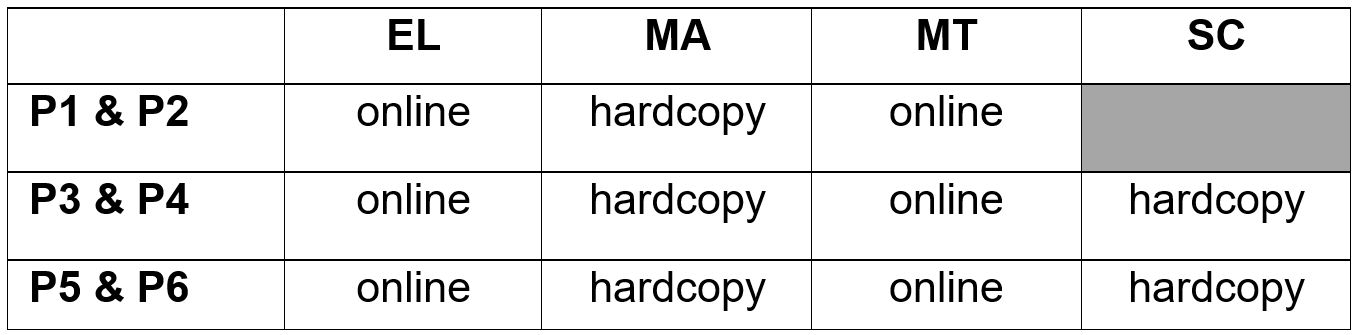 EL MA MT SC
P1 & P2 online hardcopy online
P3 & P4 online hardcopy online hardcopy
P5 & P6 online hardcopy online hardcopy